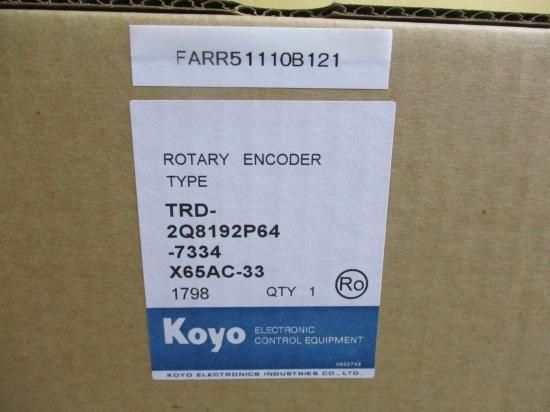 FARR51110B121
ROTARY ENCODER
TYPE
TRD-
2Q8192P64
-7334
X65AC-33
1798 QTY 1 Ro
Koyo ELECTRONIC
CONTROL EQUIPMENT
KOYO ELECTRONICS INDUSTRIES CO., LTD.